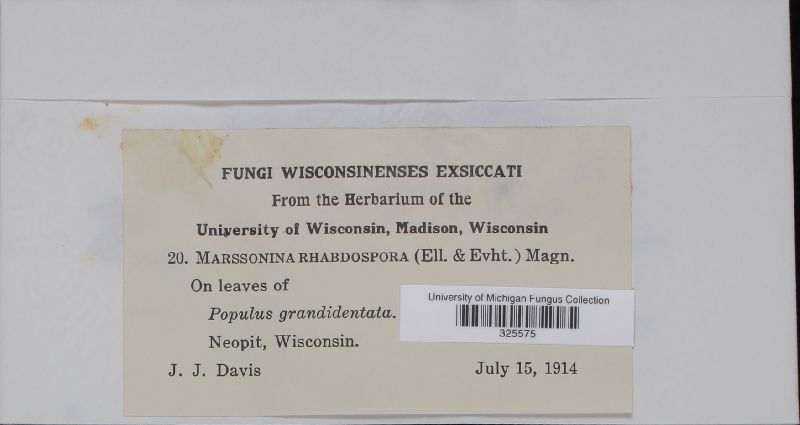 FUNGI WISCONSINENSES EXSICCATI
From the Herbarium of the
University of Wisconsin, Madison, Wisconsin
20. MARSSONINA RHABDOSPORA (Ell. & Evht.) Magn.
On leaves of
Populus grandidentata.
Neopit, Wisconsin.
J. J. Davis July 15, 1914
University of Michigan Fungus Collection
325575